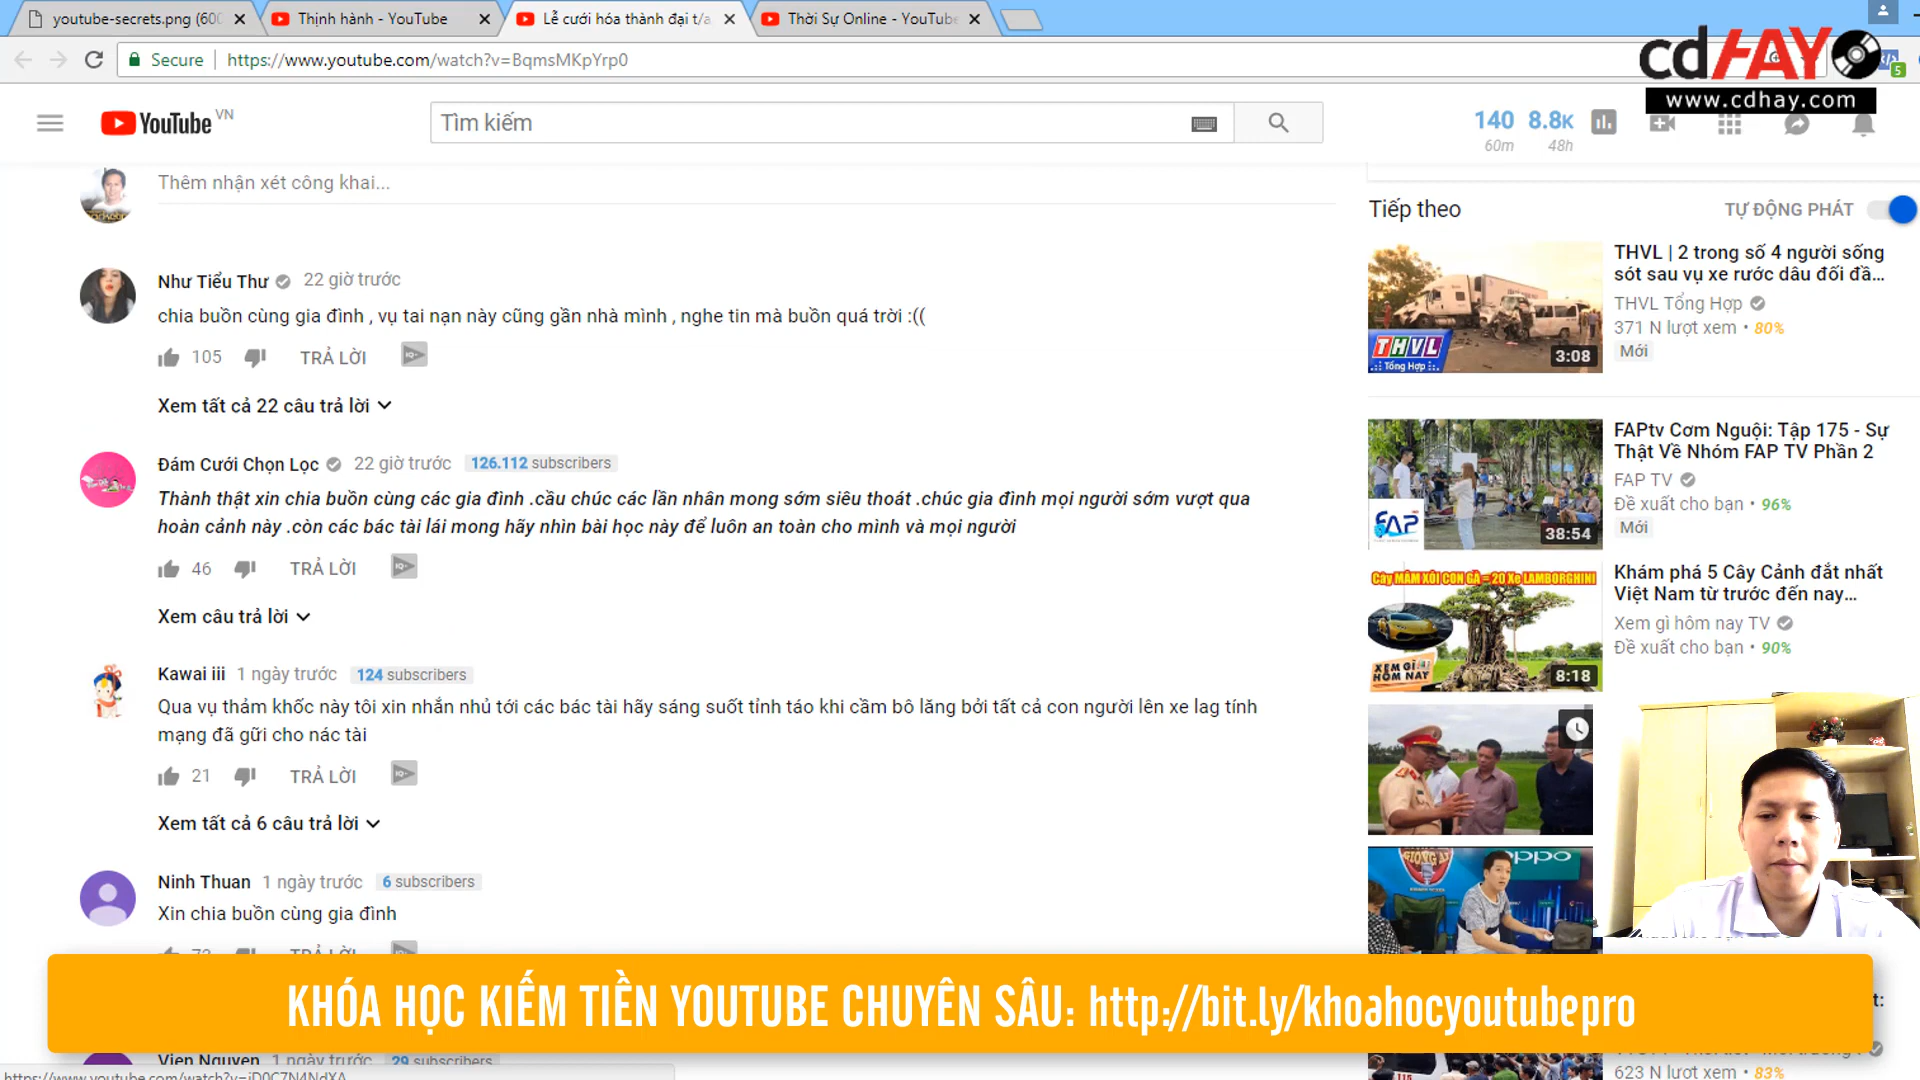 youtube-secrets.png (600
Thịnh hành - YouTube
Lễ cưới hóa thành đại t/a
Thời Sự Online - YouTube
Secure
https://www.youtube.com/watch?v=BqmsMKpYrp0
cdHAY
www.cdhay.com
5
YouTube VN
Tìm kiếm
140 8.8K
60m 48h
Thêm nhận xét công khai...
Như Tiểu Thư 22 giờ trước
chia buồn cùng gia đình , vụ tai nạn này cũng gần nhà mình , nghe tin mà buồn quá trời :((
105 TRẢ LỜI
Xem tất cả 22 câu trả lời
Đám Cưới Chọn Lọc 22 giờ trước 126.112 subscribers
Thành thật xin chia buồn cùng các gia đình .cầu chúc các lần nhân mong sớm siêu thoát .chúc gia đình mọi người sớm vượt qua
hoàn cảnh này .còn các bác tài lái mong hãy nhìn bài học này để luôn an toàn cho mình và mọi người
46 TRẢ LỜI
Xem câu trả lời
Kawai iii 1 ngày trước 124 subscribers
Qua vụ thảm khốc này tôi xin nhắn nhủ tới các bác tài hãy sáng suốt tỉnh táo khi cầm bô lăng bởi tất cả con người lên xe lag tính
mạng đã gữi cho nác tài
21 TRẢ LỜI
Xem tất cả 6 câu trả lời
Ninh Thuan 1 ngày trước 6 subscribers
Xin chia buồn cùng gia đình
TRẢ LỜI
Vien Nguyen 1 ngày trước 29 subscribers
https://www.youtube.com/watch?v=jD0C7N4NdXA
Tiếp theo
TỰ ĐỘNG PHÁT
THVL
Tổng Hợp
3:08
THVL | 2 trong số 4 người sống
sót sau vụ xe rước dâu đối đầ...
THVL Tổng Hợp
371 N lượt xem • 80%
Mới
FAP
38:54
FAPtv Cơm Nguội: Tập 175 - Sự
Thật Về Nhóm FAP TV Phần 2
FAP TV
Đề xuất cho bạn • 96%
Mới
Cây MÂM XÔI CON GÀ = 20 Xe LAMBORGHINI
XEM GÌ
HÔM NAY
8:18
Khám phá 5 Cây Cảnh đắt nhất
Việt Nam từ trước đến nay...
Xem gì hôm nay TV
Đề xuất cho bạn • 90%
GIỌNG ẢI
oppo
KHÓA HỌC KIẾM TIỀN YOUTUBE CHUYÊN SÂU: http://bit.ly/khoahocyoutubepro
115
623 N lượt xem • 83%